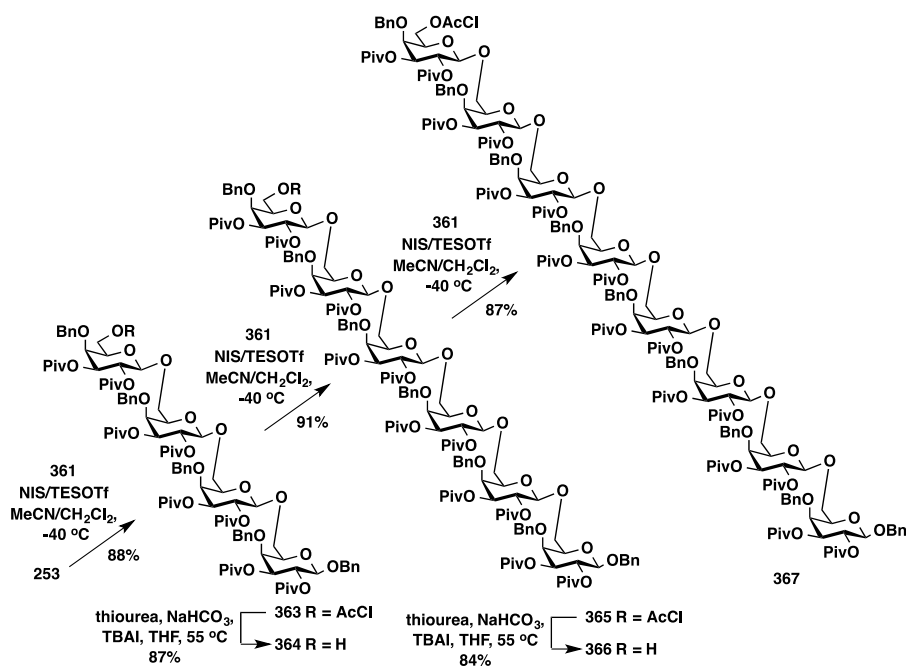 BnO
OAcCl
O
O
PivO
PivO
BnO
O
O
PivO
PivO
BnO
O
O
PivO
PivO
BnO
O
O
PivO
PivO
BnO
O
O
PivO
PivO
BnO
O
O
PivO
PivO
BnO
O
O
PivO
PivO
BnO
O
OBn
PivO
PivO
367
361
NIS/TESOTf
MeCN/CH2Cl2,
-40 °C
87%
BnO
OR
O
O
PivO
PivO
BnO
O
O
PivO
PivO
BnO
O
O
PivO
PivO
BnO
O
O
PivO
PivO
BnO
O
O
PivO
PivO
BnO
O
OBn
PivO
PivO
361
NIS/TESOTf
MeCN/CH2Cl2,
-40 °C
91%
BnO
OR
O
O
PivO
PivO
BnO
O
O
PivO
PivO
BnO
O
O
PivO
PivO
BnO
O
OBn
PivO
PivO
361
NIS/TESOTf
MeCN/CH2Cl2,
-40 °C
88%
253
thiourea, NaHCO3,
TBAI, THF, 55 °C
87%
363 R = AcCl
364 R = H
thiourea, NaHCO3,
TBAI, THF, 55 °C
84%
365 R = AcCl
366 R = H